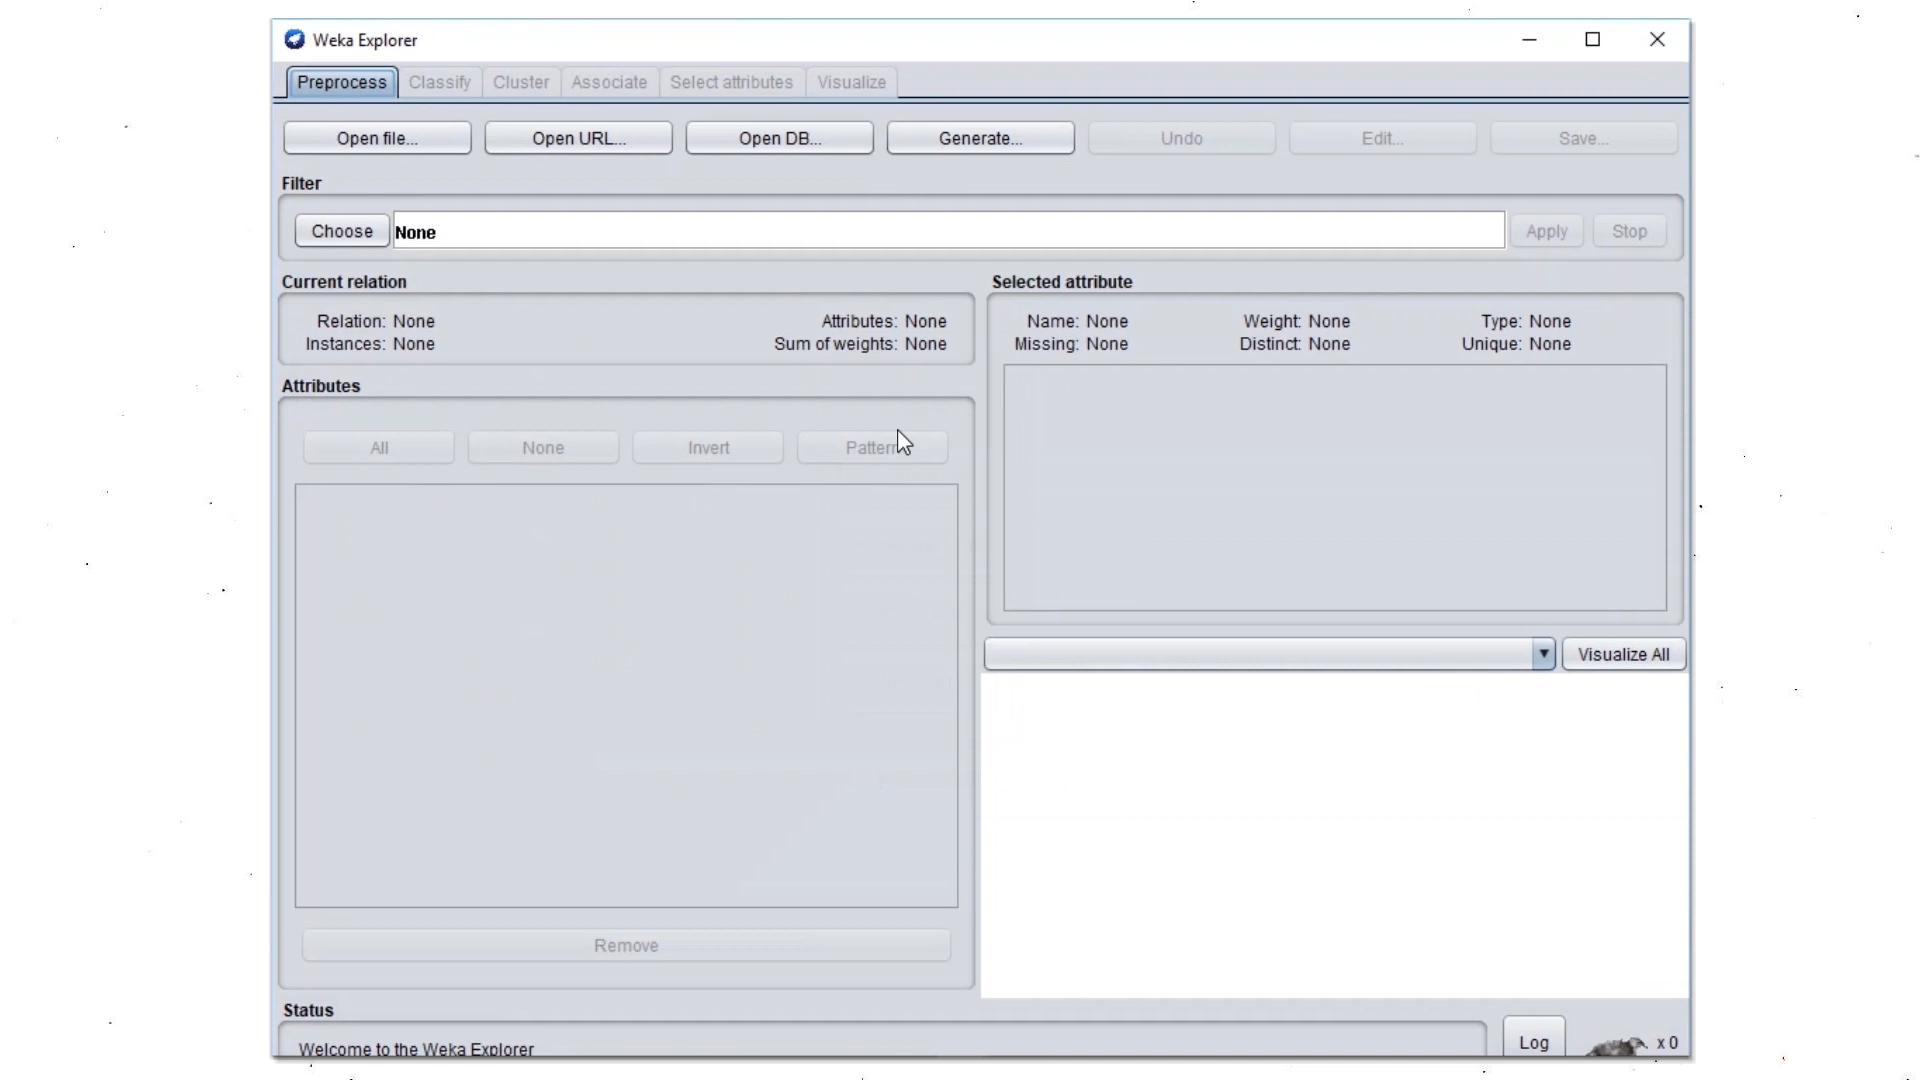 Weka Explorer
Preprocess Classify Cluster Associate Select attributes Visualize
Open file... Open URL... Open DB... Generate... Undo Edit... Save...
Filter
Choose None Apply Stop
Current relation
Relation: None Attributes: None
Instances: None Sum of weights: None
Selected attribute
Name: None Weight: None Type: None
Missing: None Distinct: None Unique: None
Attributes
All None Invert Pattern
Remove
Visualize All
Status
Welcome to the Weka Explorer
Log x 0